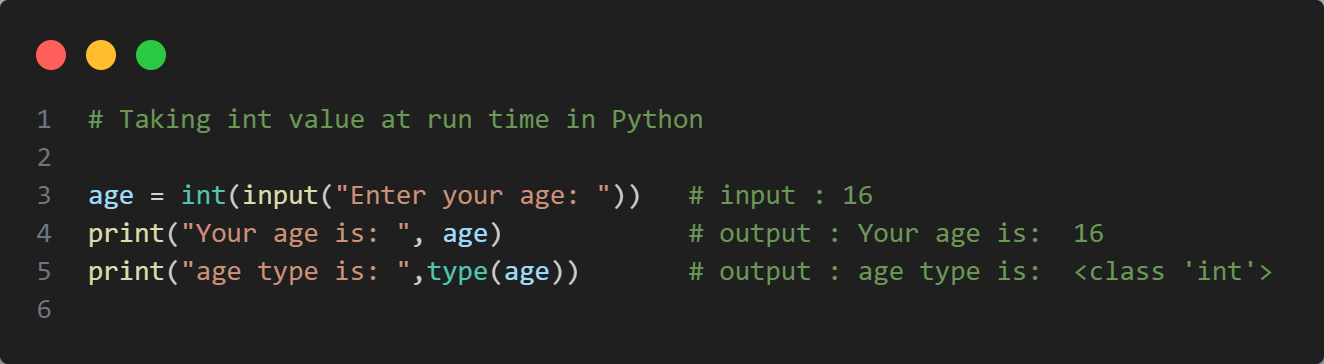 1 # Taking int value at run time in Python
2
3 age = int(input("Enter your age: "))   # input : 16
4 print("Your age is: ", age)            # output : Your age is:  16
5 print("age type is: ",type(age))       # output : age type is:  <class 'int'>
6